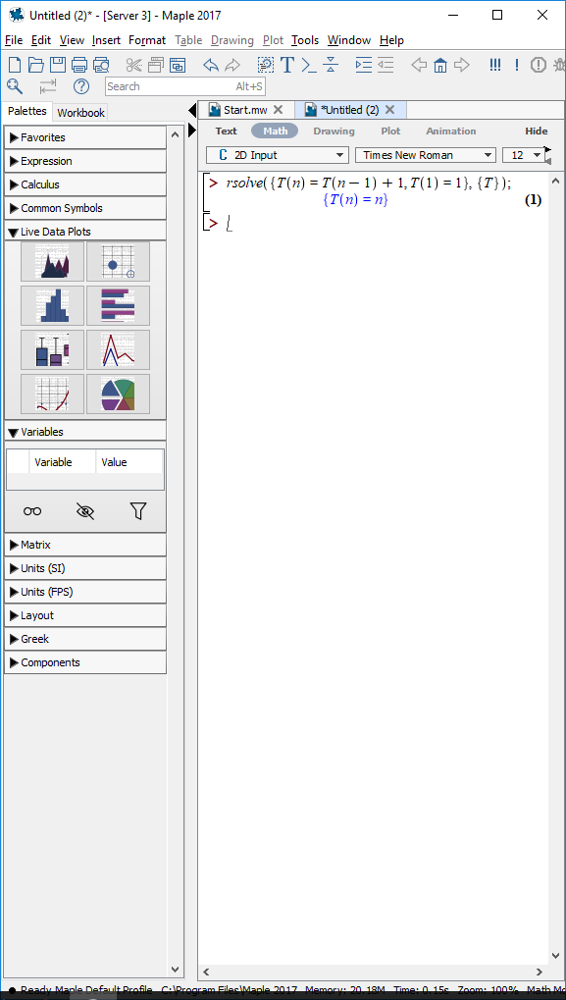 Untitled (2)* - [Server 3] - Maple 2017
File Edit View Insert Format Table Drawing Plot Tools Window Help
Search Alt+S
Palettes Workbook
Favorites
Expression
Calculus
Common Symbols
Live Data Plots
Variables
Variable Value
Matrix
Units (SI)
Units (FPS)
Layout
Greek
Components
Start.mw *Untitled (2)
Text Math Drawing Plot Animation Hide
C 2D Input Times New Roman 12
> rsolve({T(n) = T(n − 1) + 1, T(1) = 1}, {T});
{T(n) = n} (1)
>
Ready Maple Default Profile C:\Program Files\Maple 2017 Memory: 20.18M Time: 0.15s Zoom: 100% Math Mo